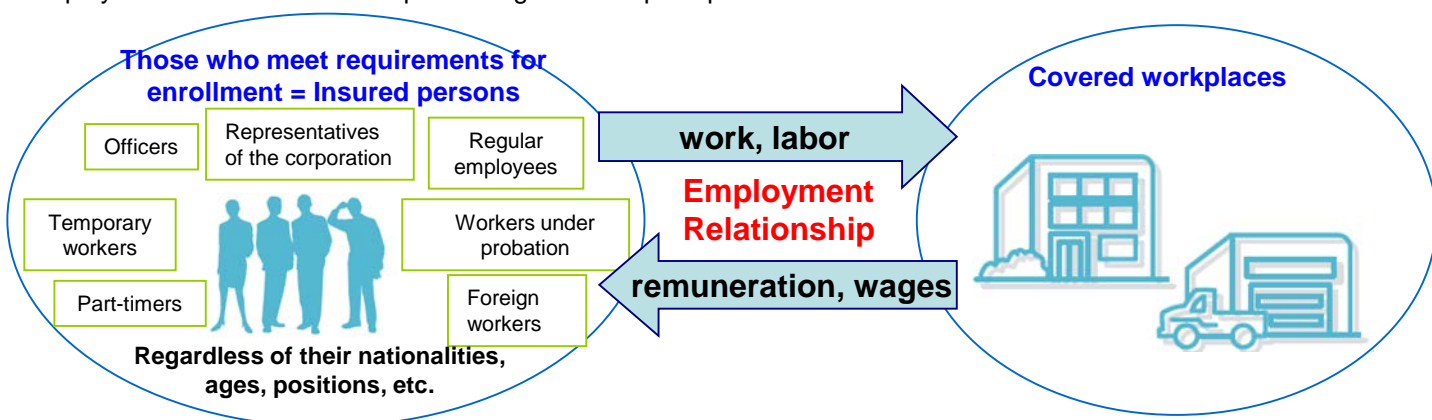 Those who meet requirements for
enrollment = Insured persons
Officers
Representatives
of the corporation
Regular
employees
Temporary
workers
Workers under
probation
Part-timers
Foreign
workers
Regardless of their nationalities,
ages, positions, etc.
work, labor
Employment
Relationship
remuneration, wages
Covered workplaces